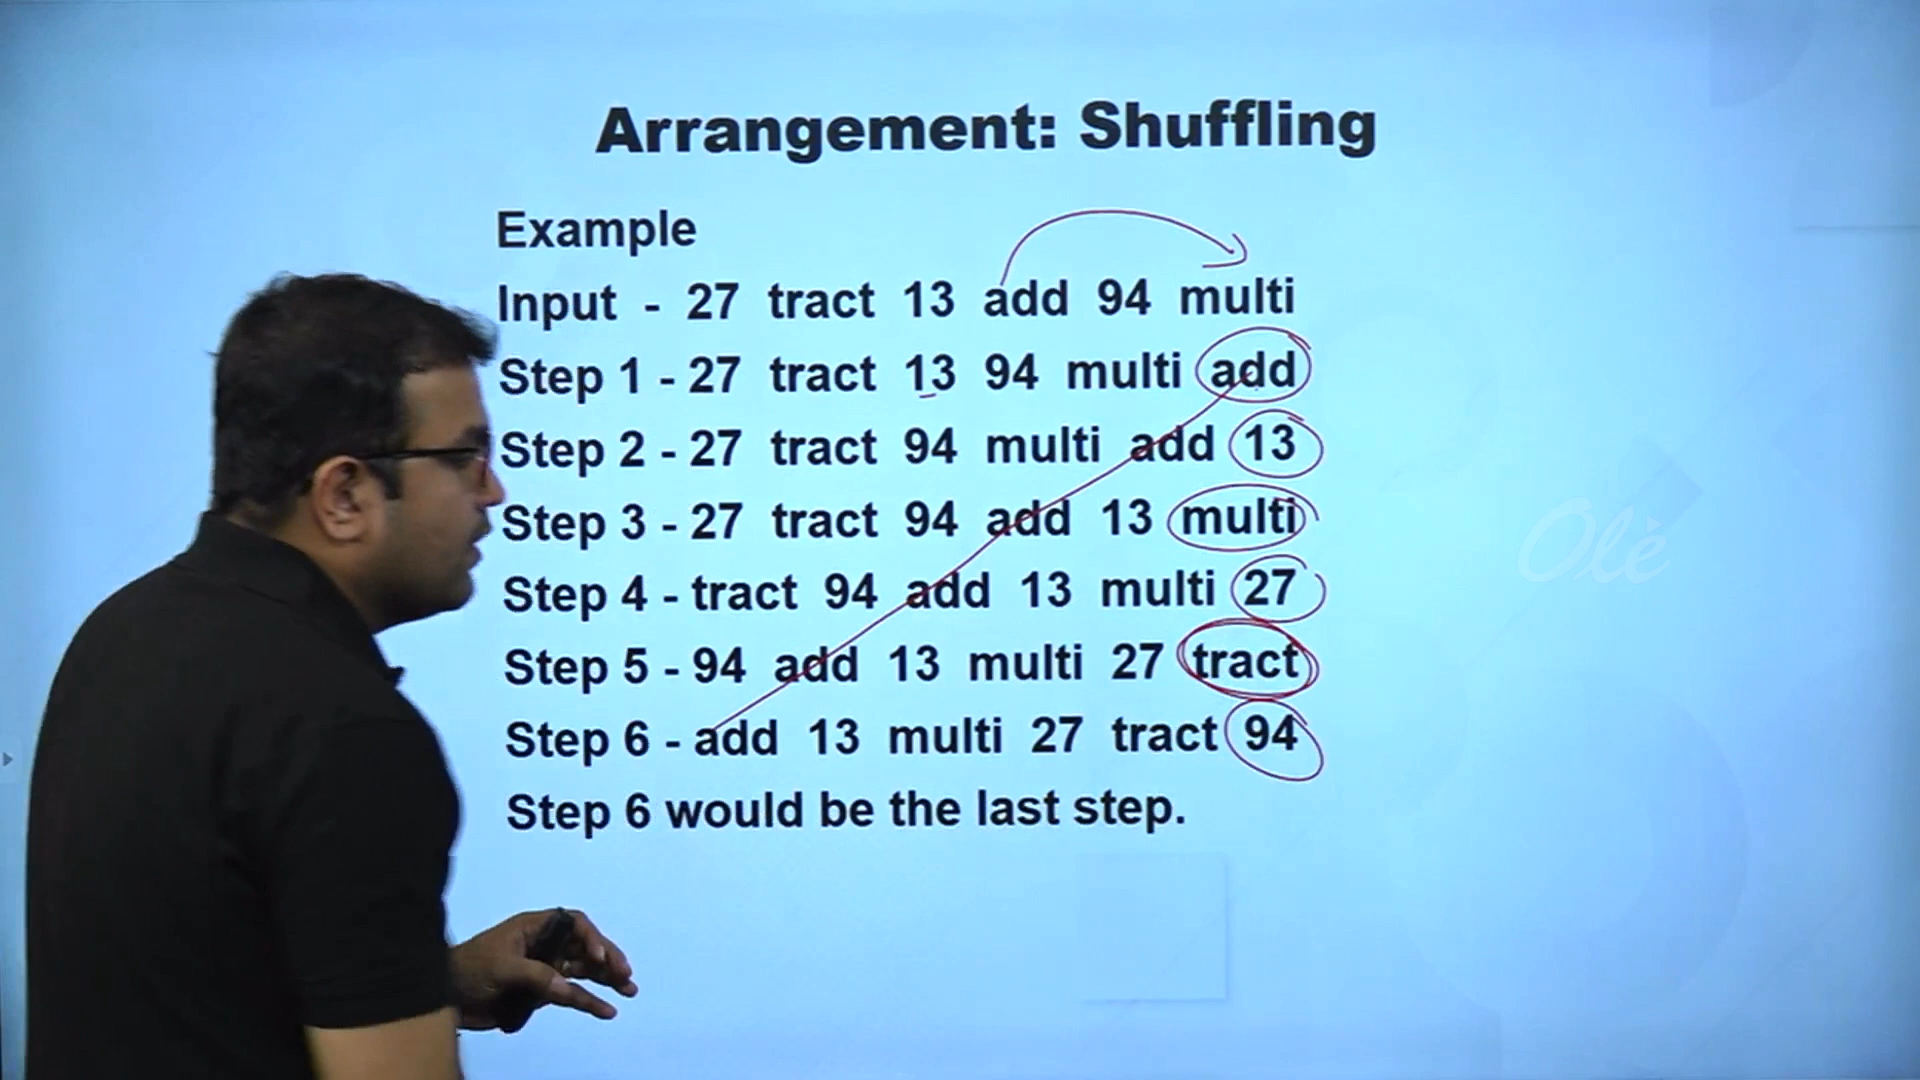 Arrangement: Shuffling
Example
Input - 27 tract 13 add 94 multi
Step 1 - 27 tract 13 94 multi add
Step 2 - 27 tract 94 multi add 13
Step 3 - 27 tract 94 add 13 multi
Step 4 - tract 94 add 13 multi 27
Step 5 - 94 add 13 multi 27 tract
Step 6 - add 13 multi 27 tract 94
Step 6 would be the last step.
Olè